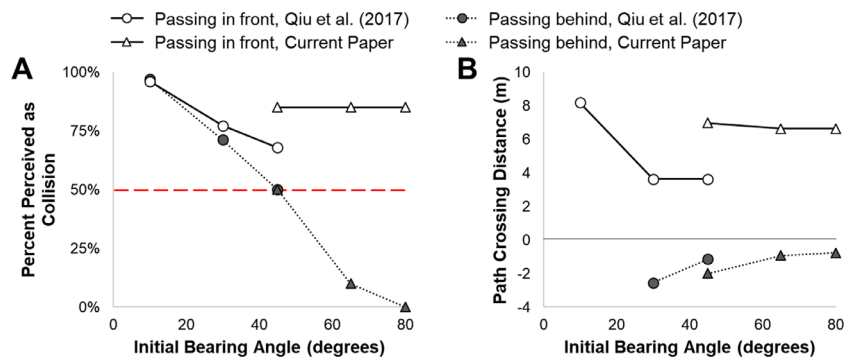 Passing in front, Qiu et al. (2017)
Passing behind, Qiu et al. (2017)
Passing in front, Current Paper
Passing behind, Current Paper
A
Percent Perceived as
Collision
100%
75%
50%
25%
0%
0 20 40 60 80
Initial Bearing Angle (degrees)
B
Path Crossing Distance (m)
10
8
6
4
2
0
-2
-4
0 20 40 60 80
Initial Bearing Angle (degrees)